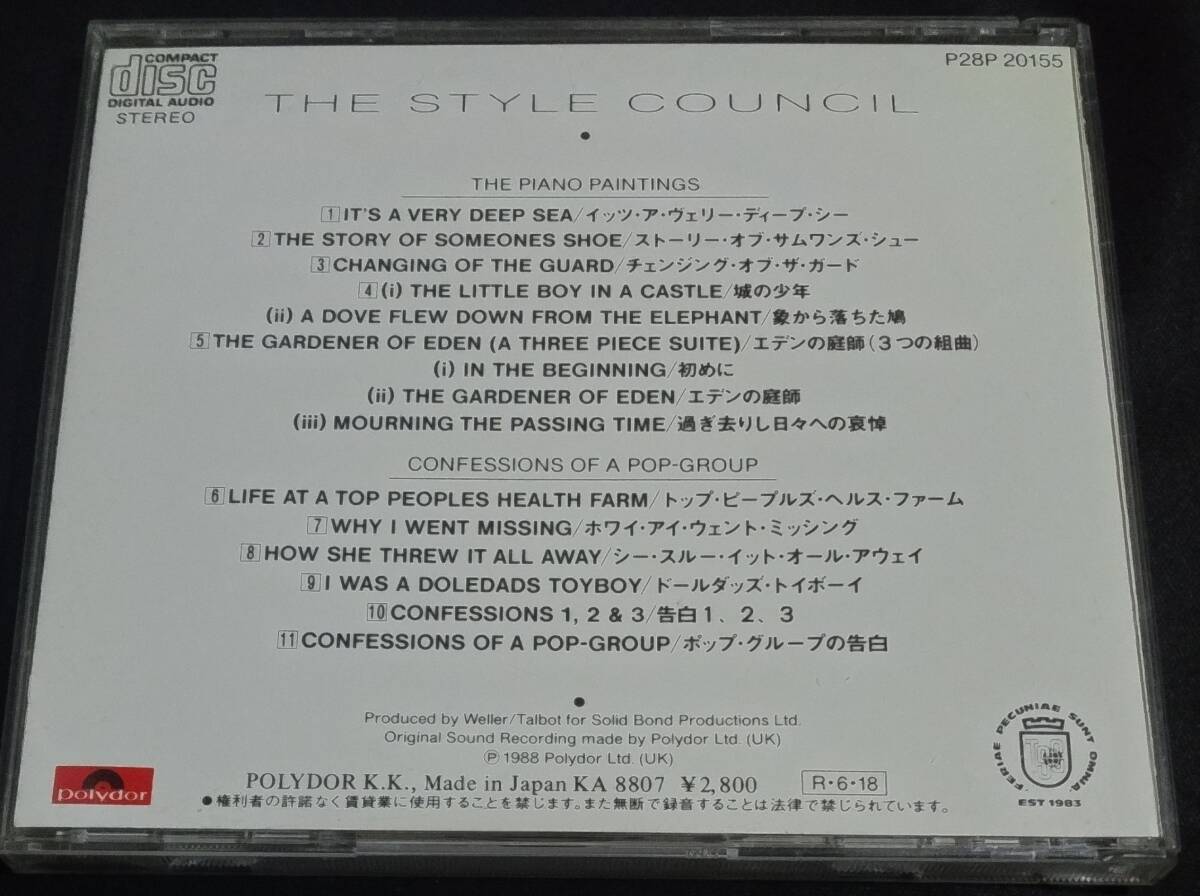 COMPACT
disc
DIGITAL AUDIO
STEREO
P28P 20155
THE STYLE COUNCIL
THE PIANO PAINTINGS
1 IT'S A VERY DEEP SEA/イッツ・ア・ヴェリー・ディープ・シー
2 THE STORY OF SOMEONES SHOE/ストーリー・オブ・サムワンズ・シュー
3 CHANGING OF THE GUARD/チェンジング・オブ・ザ・ガード
4 (i) THE LITTLE BOY IN A CASTLE/城の少年
(ii) A DOVE FLEW DOWN FROM THE ELEPHANT/象から落ちた鳩
5 THE GARDENER OF EDEN (A THREE PIECE SUITE)/エデンの庭師(3つの組曲)
(i) IN THE BEGINNING/初めに
(ii) THE GARDENER OF EDEN/エデンの庭師
(iii) MOURNING THE PASSING TIME/過ぎ去りし日々への哀悼
CONFESSIONS OF A POP-GROUP
6 LIFE AT A TOP PEOPLES HEALTH FARM/トップ・ピープルズ・ヘルス・ファーム
7 WHY I WENT MISSING/ホワイ・アイ・ウェント・ミッシング
8 HOW SHE THREW IT ALL AWAY/シー・スルー・イット・オール・アウェイ
9 I WAS A DOLEDADS TOYBOY/ドールダッズ・トイボーイ
10 CONFESSIONS 1, 2 & 3/告白1、2、3
11 CONFESSIONS OF A POP-GROUP/ポップ・グループの告白
Produced by Weller/Talbot for Solid Bond Productions Ltd.
Original Sound Recording made by Polydor Ltd. (UK)
Ⓟ 1988 Polydor Ltd. (UK)
POLYDOR K.K., Made in Japan KA 8807 ¥2,800 R・6・18
●権利者の許諾なく賃貸業に使用することを禁じます。また無断で録音することは法律で禁じられています。
polydor
FERIAE PECUNIAE SUNT OMNIA
EST 1983